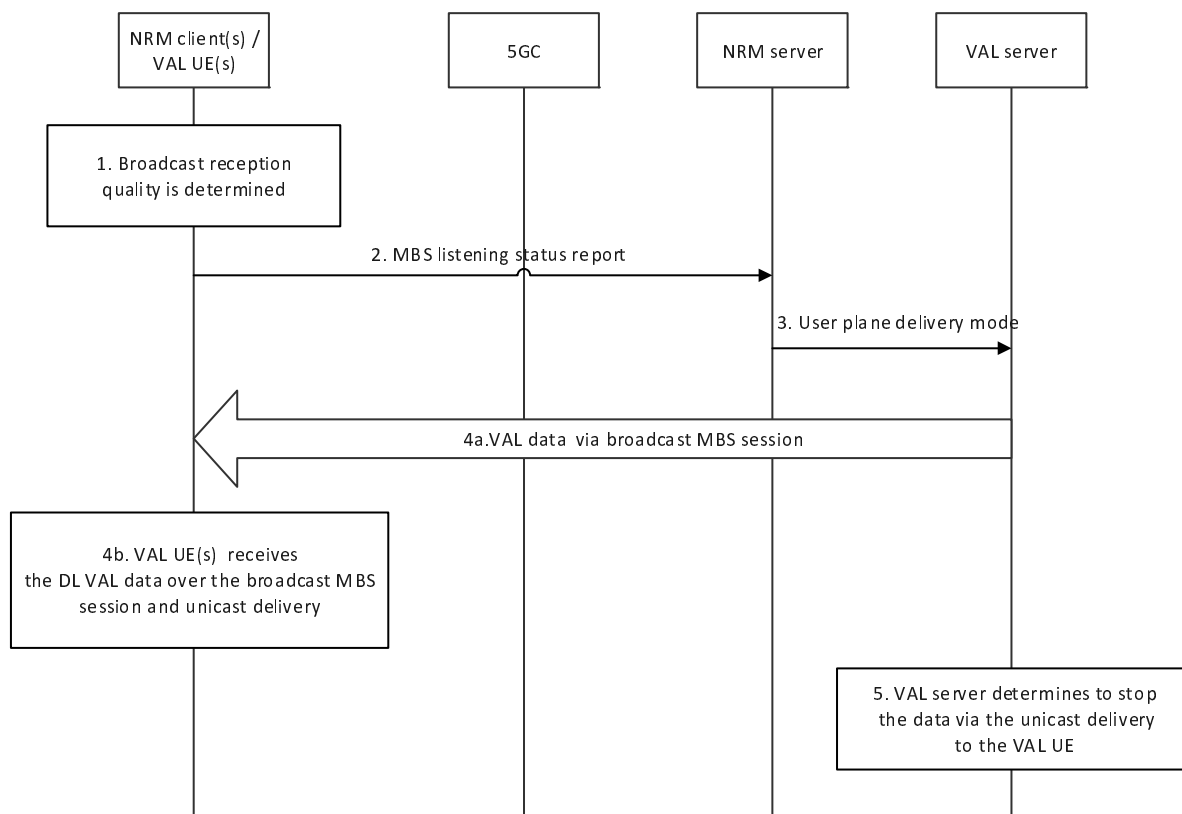 NRM client(s) /
VAL UE(s)
5GC
NRM server
VAL server
1. Broadcast reception
quality is determined
2. MBS listening status report
3. User plane delivery mode
4a.VAL data via broadcast MBS session
4b. VAL UE(s) receives
the DL VAL data over the broadcast MBS
session and unicast delivery
5. VAL server determines to stop
the data via the unicast delivery
to the VAL UE